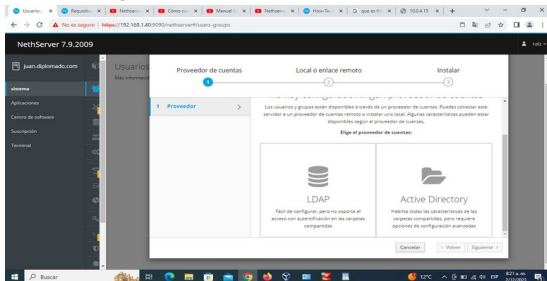 Usuarios
Requisito
Nethserv
Cómo co
Manual
Nethserv
How-To
que es
10.0.4.15
No es seguro | https://192.168.1.40:9090/nethserver#/users-groups
NethServer 7.9.2009
raíz
juan.diplomado.com
Usuarios
Más informaci
sistema
Aplicaciones
Centro de software
Suscripción
Terminal
Proveedor de cuentas
Local o enlace remoto
Instalar
1
2
3
1 Proveedor
Los usuarios y grupos están disponibles a través de un proveedor de cuentas. Puedes conectar este
servidor a un proveedor de cuentas remoto o instalar uno local. Algunas características pueden estar
disponibles según el proveedor de cuentas.
Elige el proveedor de cuentas:
LDAP
Fácil de configurar, pero no soporta el
acceso con autentificación en las carpetas
compartidas
Active Directory
Habilita todas las características de las
carpetas compartidas, pero requiere
opciones de configuración avanzadas
Cancelar
< Volver
Siguiente >
Buscar
12°C
ESP
8:21 a. m.